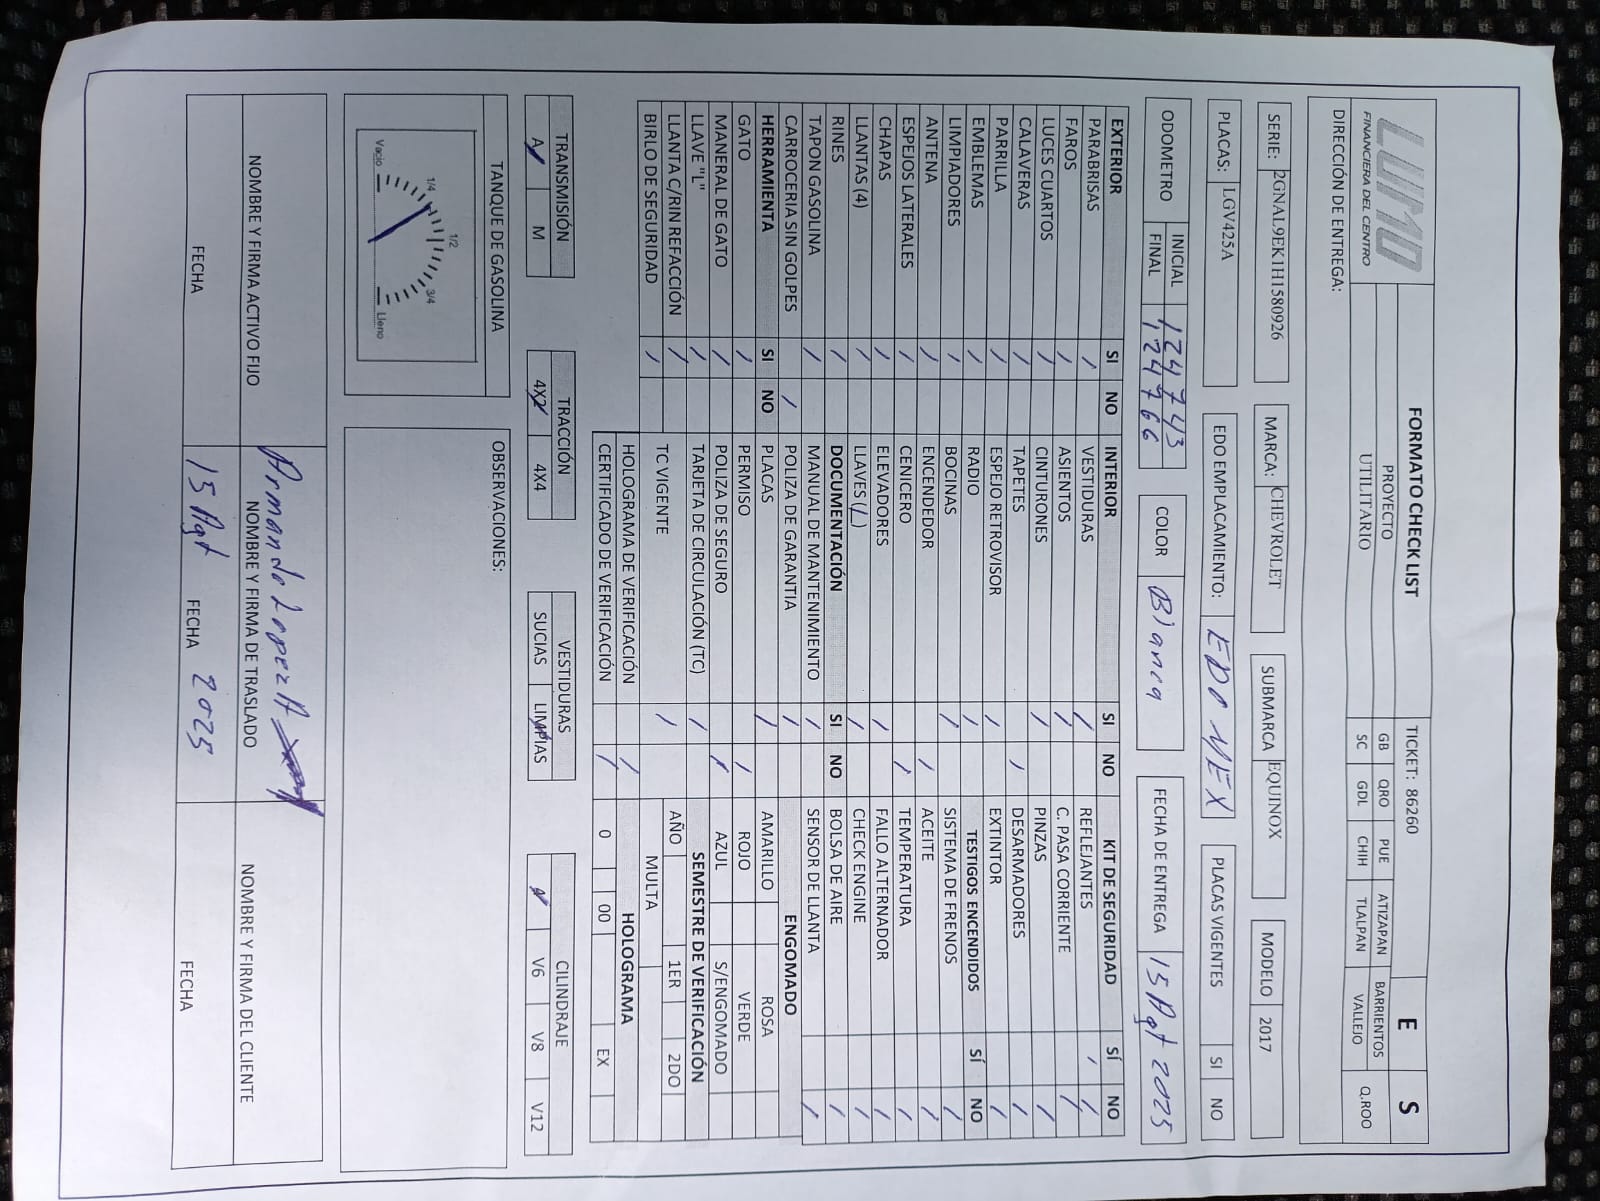 LUMO
FINANCIERA DEL CENTRO
FORMATO CHECK LIST
PROYECTO
UTILITARIO
TICKET: 86260
E S
GB QRO PUE ATIZAPAN BARRIENTOS Q.ROO
SC GDL CHIH TLALPAN VALLEJO
DIRECCIÓN DE ENTREGA:
SERIE: 2GNAL9EK1H1580926 MARCA: CHEVROLET SUBMARCA EQUINOX MODELO 2017
PLACAS: LGV425A EDO EMPLACAMIENTO: EDO MEX PLACAS VIGENTES SI NO
ODOMETRO INICIAL 124743
FINAL 124766
COLOR Blanca FECHA DE ENTREGA 15 Agt 2025
EXTERIOR SI NO INTERIOR SI NO KIT DE SEGURIDAD SÍ NO
PARABRISAS / VESTIDURAS / REFLEJANTES / /
FAROS / ASIENTOS / C. PASA CORRIENTE /
LUCES CUARTOS / CINTURONES / PINZAS /
CALAVERAS / TAPETES / DESARMADORES /
PARRILLA / ESPEJO RETROVISOR / EXTINTOR /
EMBLEMAS / RADIO / TESTIGOS ENCENDIDOS SÍ NO
LIMPIADORES / BOCINAS / SISTEMA DE FRENOS /
ANTENA / ENCENDEDOR / ACEITE /
ESPEJOS LATERALES / CENICERO / TEMPERATURA /
CHAPAS / ELEVADORES / FALLO ALTERNADOR /
LLANTAS (4) / LLAVES (1) / CHECK ENGINE /
RINES / DOCUMENTACIÓN SI NO BOLSA DE AIRE /
TAPON GASOLINA / MANUAL DE MANTENIMIENTO / SENSOR DE LLANTA /
CARROCERIA SIN GOLPES / POLIZA DE GARANTIA / ENGOMADO
HERRAMIENTA SI NO PLACAS / AMARILLO ROSA
GATO / PERMISO / ROJO VERDE
MANERAL DE GATO / POLIZA DE SEGURO / AZUL S/ENGOMADO
LLAVE "L" / TARJETA DE CIRCULACIÓN (TC) / SEMESTRE DE VERIFICACIÓN
LLANTA C/RIN REFACCIÓN / TC VIGENTE / AÑO 1ER 2DO
BIRLO DE SEGURIDAD / MULTA
HOLOGRAMA DE VERIFICACIÓN / HOLOGRAMA
CERTIFICADO DE VERIFICACIÓN / 0 00 EX
TRANSMISIÓN TRACCIÓN VESTIDURAS CILINDRAJE
A M 4X2 4X4 SUCIAS LIMPIAS V6 V8 V12
TANQUE DE GASOLINA OBSERVACIONES:
1/4 1/2 3/4
Vacio Lleno
Armando Lopez A
NOMBRE Y FIRMA ACTIVO FIJO NOMBRE Y FIRMA DE TRASLADO NOMBRE Y FIRMA DEL CLIENTE
15 Agt 2025
FECHA FECHA FECHA